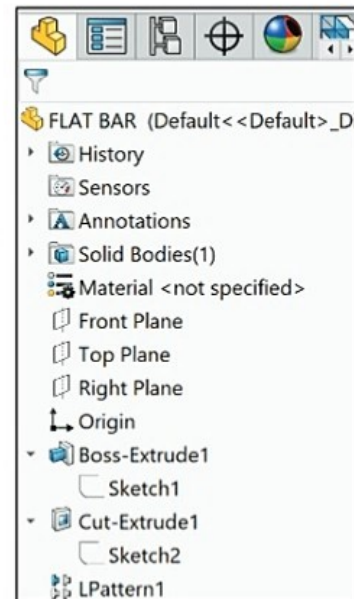 FLAT BAR (Default<<Default>_D
History
Sensors
Annotations
Solid Bodies(1)
Material <not specified>
Front Plane
Top Plane
Right Plane
Origin
Boss-Extrude1
Sketch1
Cut-Extrude1
Sketch2
LPattern1